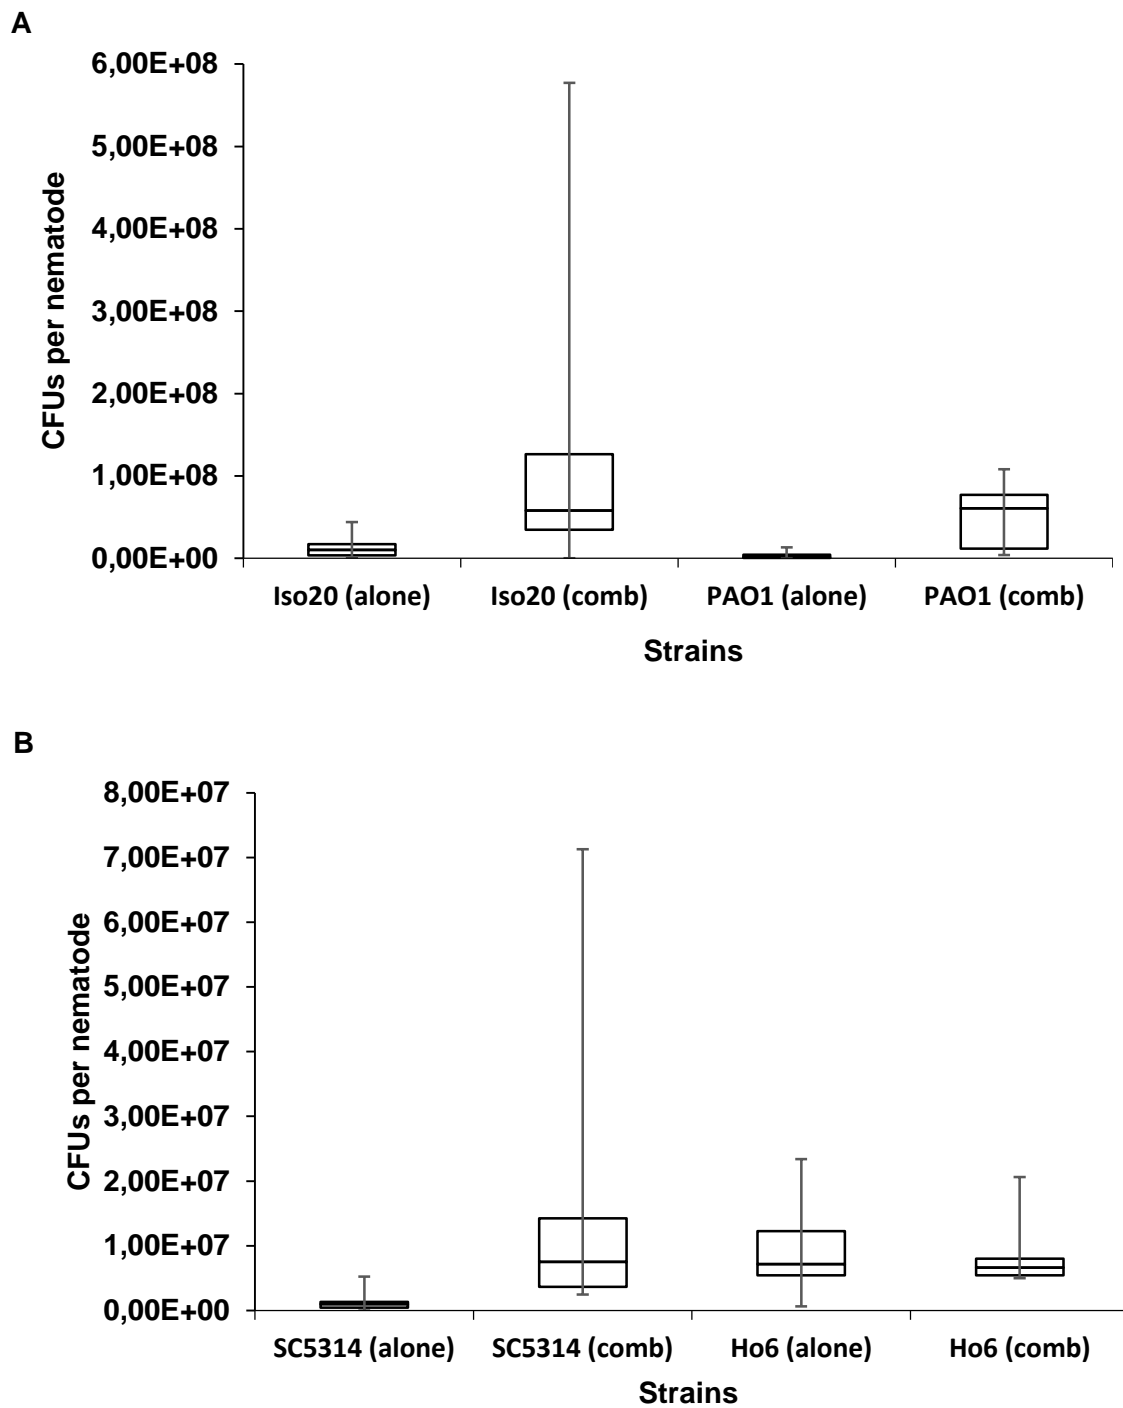 A
6,00E+08
5,00E+08
4,00E+08
3,00E+08
2,00E+08
1,00E+08
0,00E+00
CFUs per nematode
Iso20 (alone) Iso20 (comb) PAO1 (alone) PAO1 (comb)
Strains
B
8,00E+07
7,00E+07
6,00E+07
5,00E+07
4,00E+07
3,00E+07
2,00E+07
1,00E+07
0,00E+00
CFUs per nematode
SC5314 (alone) SC5314 (comb) Ho6 (alone) Ho6 (comb)
Strains